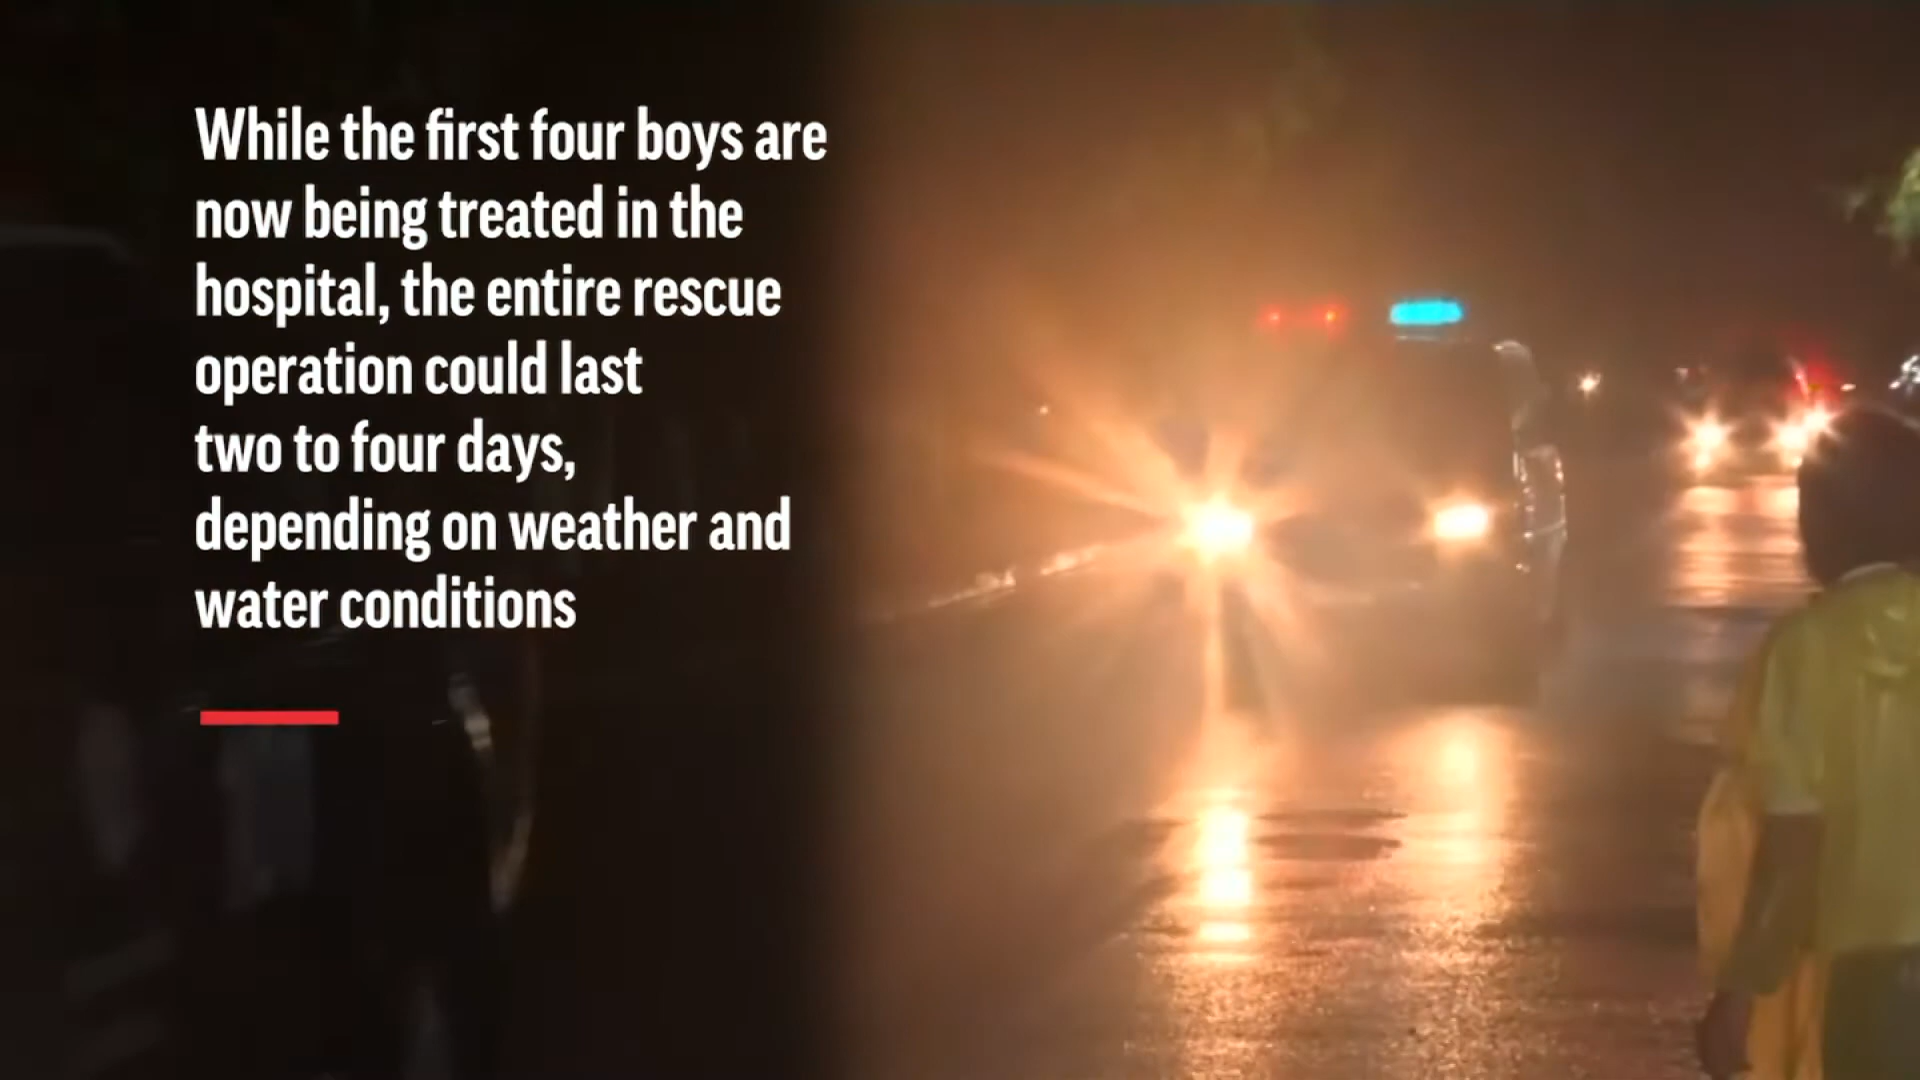 While the first four boys are
now being treated in the
hospital, the entire rescue
operation could last
two to four days,
depending on weather and
water conditions